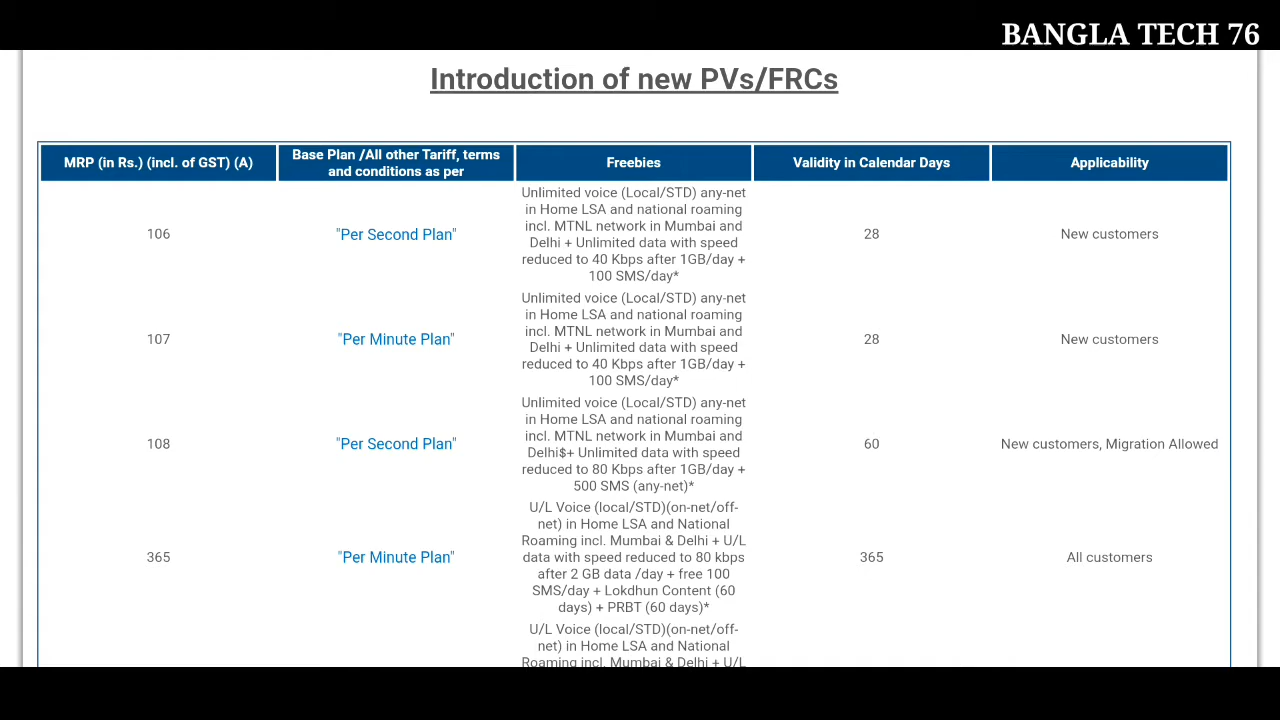 BANGLA TECH 76
Introduction of new PVs/FRCs
MRP (in Rs.) (incl. of GST) (A)
Base Plan /All other Tariff, terms
and conditions as per
Freebies
Validity in Calendar Days
Applicability
106
"Per Second Plan"
Unlimited voice (Local/STD) any-net
in Home LSA and national roaming
incl. MTNL network in Mumbai and
Delhi + Unlimited data with speed
reduced to 40 Kbps after 1GB/day +
100 SMS/day*
28
New customers
107
"Per Minute Plan"
Unlimited voice (Local/STD) any-net
in Home LSA and national roaming
incl. MTNL network in Mumbai and
Delhi + Unlimited data with speed
reduced to 40 Kbps after 1GB/day +
100 SMS/day*
28
New customers
108
"Per Second Plan"
Unlimited voice (Local/STD) any-net
in Home LSA and national roaming
incl. MTNL network in Mumbai and
Delhi$+ Unlimited data with speed
reduced to 80 Kbps after 1GB/day +
500 SMS (any-net)*
60
New customers, Migration Allowed
365
"Per Minute Plan"
U/L Voice (local/STD)(on-net/off-
net) in Home LSA and National
Roaming incl. Mumbai & Delhi + U/L
data with speed reduced to 80 kbps
after 2 GB data /day + free 100
SMS/day + Lokdhun Content (60
days) + PRBT (60 days)*
365
All customers
U/L Voice (local/STD)(on-net/off-
net) in Home LSA and National
Roaming incl. Mumbai & Delhi + U/L